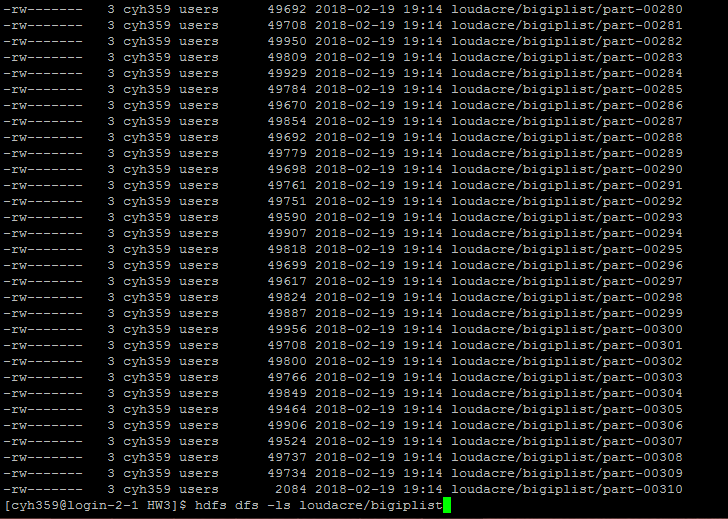 -rw------- 3 cyh359 users 49692 2018-02-19 19:14 loudacre/bigiplist/part-00280
-rw------- 3 cyh359 users 49708 2018-02-19 19:14 loudacre/bigiplist/part-00281
-rw------- 3 cyh359 users 49950 2018-02-19 19:14 loudacre/bigiplist/part-00282
-rw------- 3 cyh359 users 49809 2018-02-19 19:14 loudacre/bigiplist/part-00283
-rw------- 3 cyh359 users 49929 2018-02-19 19:14 loudacre/bigiplist/part-00284
-rw------- 3 cyh359 users 49784 2018-02-19 19:14 loudacre/bigiplist/part-00285
-rw------- 3 cyh359 users 49670 2018-02-19 19:14 loudacre/bigiplist/part-00286
-rw------- 3 cyh359 users 49854 2018-02-19 19:14 loudacre/bigiplist/part-00287
-rw------- 3 cyh359 users 49692 2018-02-19 19:14 loudacre/bigiplist/part-00288
-rw------- 3 cyh359 users 49779 2018-02-19 19:14 loudacre/bigiplist/part-00289
-rw------- 3 cyh359 users 49698 2018-02-19 19:14 loudacre/bigiplist/part-00290
-rw------- 3 cyh359 users 49761 2018-02-19 19:14 loudacre/bigiplist/part-00291
-rw------- 3 cyh359 users 49751 2018-02-19 19:14 loudacre/bigiplist/part-00292
-rw------- 3 cyh359 users 49590 2018-02-19 19:14 loudacre/bigiplist/part-00293
-rw------- 3 cyh359 users 49907 2018-02-19 19:14 loudacre/bigiplist/part-00294
-rw------- 3 cyh359 users 49818 2018-02-19 19:14 loudacre/bigiplist/part-00295
-rw------- 3 cyh359 users 49699 2018-02-19 19:14 loudacre/bigiplist/part-00296
-rw------- 3 cyh359 users 49617 2018-02-19 19:14 loudacre/bigiplist/part-00297
-rw------- 3 cyh359 users 49824 2018-02-19 19:14 loudacre/bigiplist/part-00298
-rw------- 3 cyh359 users 49887 2018-02-19 19:14 loudacre/bigiplist/part-00299
-rw------- 3 cyh359 users 49956 2018-02-19 19:14 loudacre/bigiplist/part-00300
-rw------- 3 cyh359 users 49708 2018-02-19 19:14 loudacre/bigiplist/part-00301
-rw------- 3 cyh359 users 49800 2018-02-19 19:14 loudacre/bigiplist/part-00302
-rw------- 3 cyh359 users 49766 2018-02-19 19:14 loudacre/bigiplist/part-00303
-rw------- 3 cyh359 users 49849 2018-02-19 19:14 loudacre/bigiplist/part-00304
-rw------- 3 cyh359 users 49464 2018-02-19 19:14 loudacre/bigiplist/part-00305
-rw------- 3 cyh359 users 49906 2018-02-19 19:14 loudacre/bigiplist/part-00306
-rw------- 3 cyh359 users 49524 2018-02-19 19:14 loudacre/bigiplist/part-00307
-rw------- 3 cyh359 users 49737 2018-02-19 19:14 loudacre/bigiplist/part-00308
-rw------- 3 cyh359 users 49734 2018-02-19 19:14 loudacre/bigiplist/part-00309
-rw------- 3 cyh359 users 2084 2018-02-19 19:14 loudacre/bigiplist/part-00310
[cyh359@login-2-1 HW3]$ hdfs dfs -ls loudacre/bigiplist